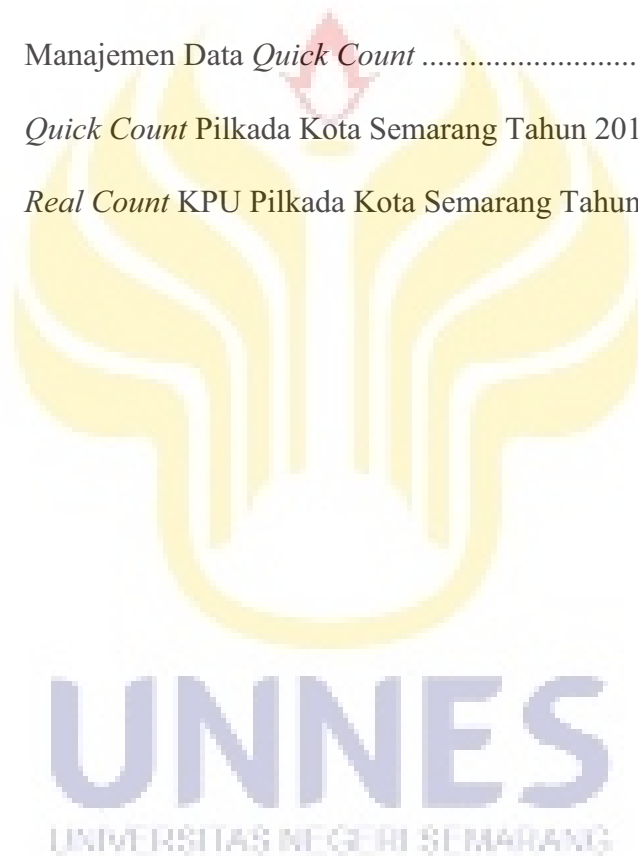 Manajemen Data Quick Count ..........................
Quick Count Pilkada Kota Semarang Tahun 201
Real Count KPU Pilkada Kota Semarang Tahun
UNNES
UNIVERSITAS NEGERI SEMARANG